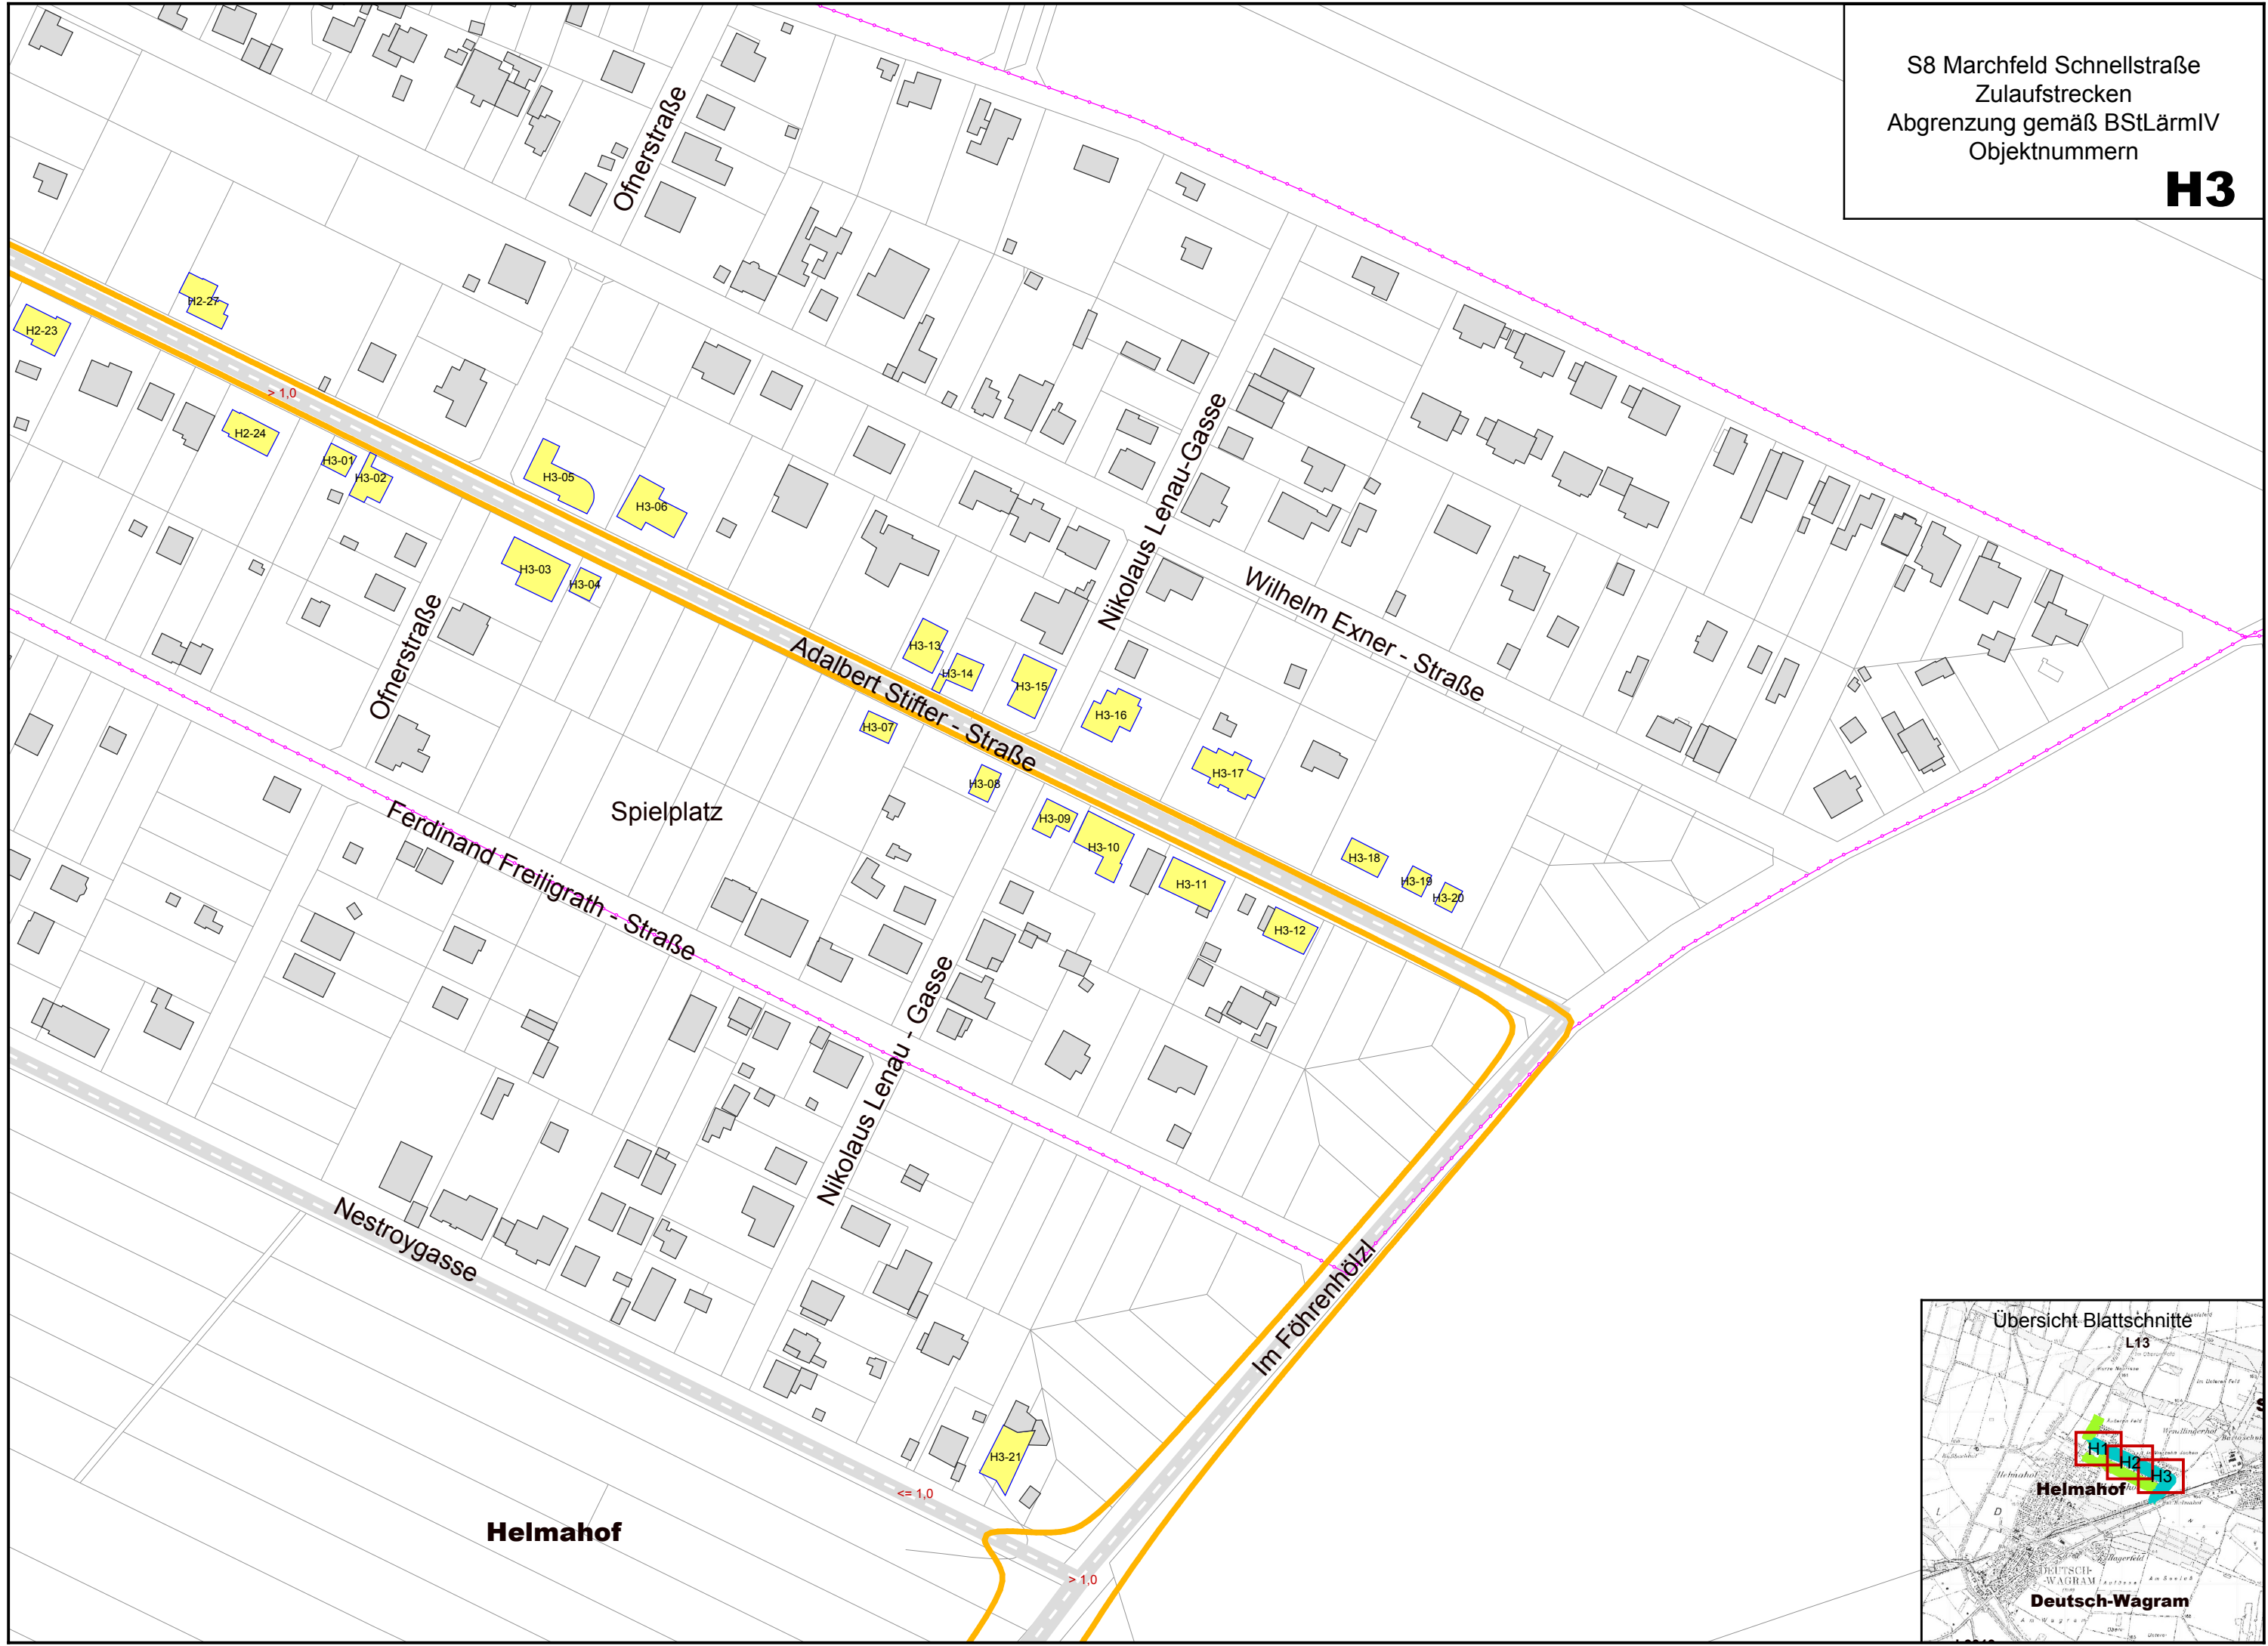 S8 Marchfeld Schnellstraße
Zulaufstrecken
Abgrenzung gemäß BStLärmIV
Objektnummern
H3
Ofnerstraße
H2-27
H2-23
> 1,0
H2-24
H3-01
H3-02
H3-05
H3-06
H3-03
H3-04
Ofnerstraße
Nikolaus Lenau-Gasse
Wilhelm Exner - Straße
Adalbert Stifter - Straße
H3-13
H3-14
H3-15
H3-16
H3-07
H3-08
H3-17
H3-09
H3-10
H3-11
H3-12
H3-18
H3-19
H3-20
Spielplatz
Ferdinand Freiligrath - Straße
Nikolaus Lenau - Gasse
Nestroygasse
Im Föhrenhölzl
H3-21
<= 1,0
> 1,0
Helmahof
Übersicht Blattschnitte
L13
H1
H2
H3
Helmahof
Helmahof
DEUTSCH-
WAGRAM
Deutsch-Wagram